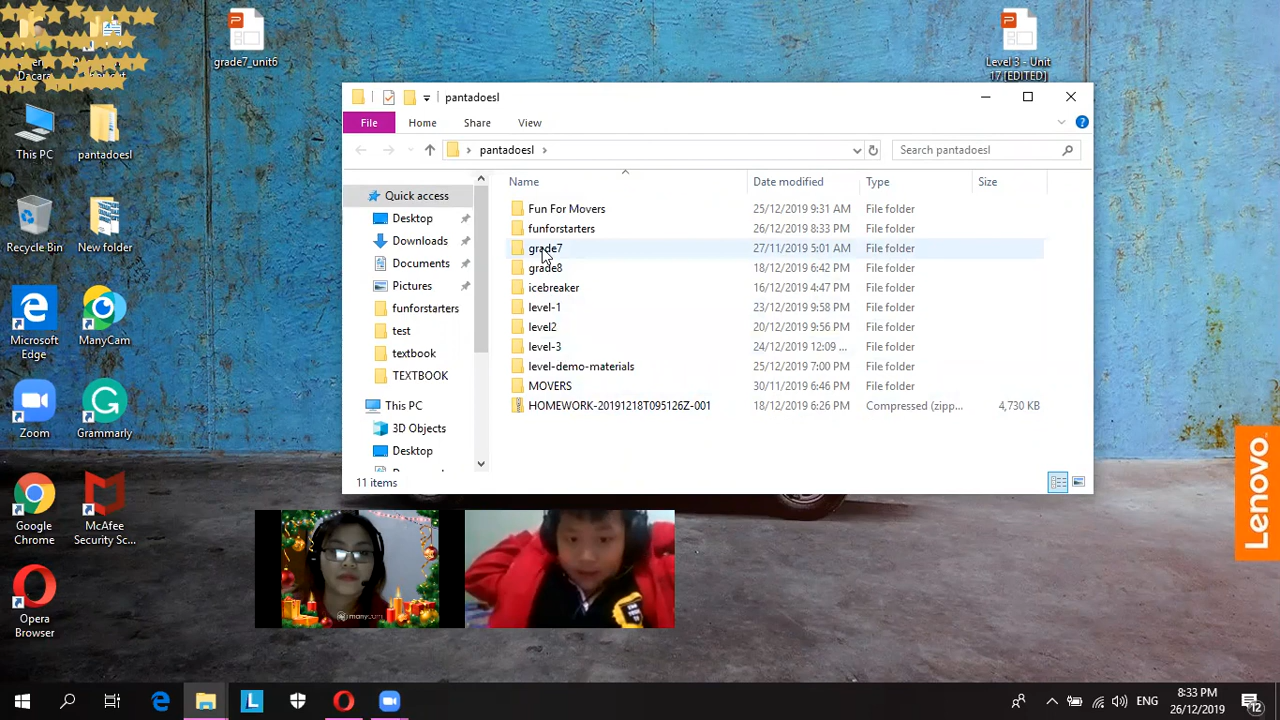 grade7_unit6
Level 3 - Unit
17 [EDITED]
This PC
pantadoesl
Recycle Bin
New folder
Microsoft
Edge
ManyCam
Zoom
Grammarly
Google
Chrome
McAfee
Security Sc...
Opera
Browser
pantadoesl
File
Home
Share
View
pantadoesl
Search pantadoesl
Name
Date modified
Type
Size
Quick access
Desktop
Downloads
Documents
Pictures
funforstarters
test
textbook
TEXTBOOK
This PC
3D Objects
Desktop
Fun For Movers 25/12/2019 9:31 AM File folder
funforstarters 26/12/2019 8:33 PM File folder
grade7 27/11/2019 5:01 AM File folder
grade8 18/12/2019 6:42 PM File folder
icebreaker 16/12/2019 4:47 PM File folder
level-1 23/12/2019 9:58 PM File folder
level2 20/12/2019 9:56 PM File folder
level-3 24/12/2019 12:09 ... File folder
level-demo-materials 25/12/2019 7:00 PM File folder
MOVERS 30/11/2019 6:46 PM File folder
HOMEWORK-20191218T095126Z-001 18/12/2019 6:26 PM Compressed (zipp... 4,730 KB
11 items
manycam
Lenovo
ENG
8:33 PM
26/12/2019
12